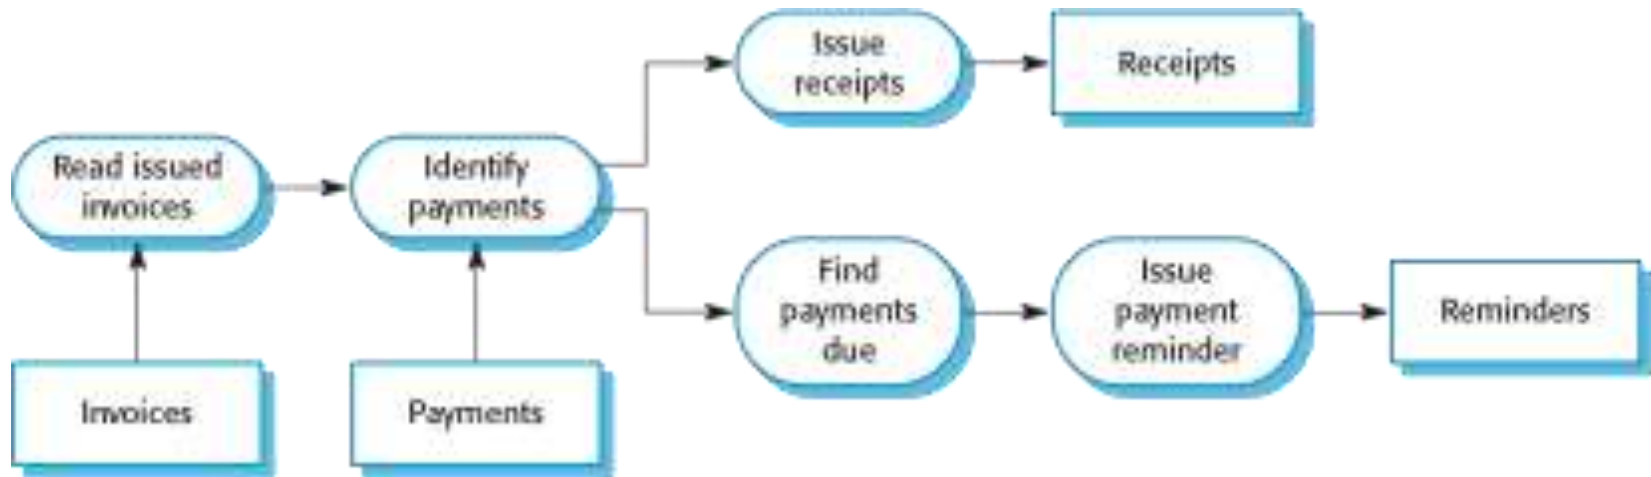 Issue
receipts
Receipts
Read issued
invoices
Identify
payments
Find
payments
due
Issue
payment
reminder
Reminders
Invoices
Payments